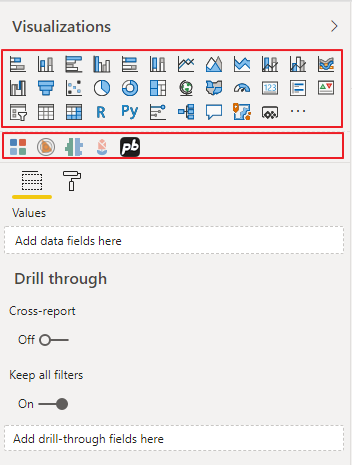 Visualizations
123
R
Py
pb
Values
Add data fields here
Drill through
Cross-report
Off
Keep all filters
On
Add drill-through fields here